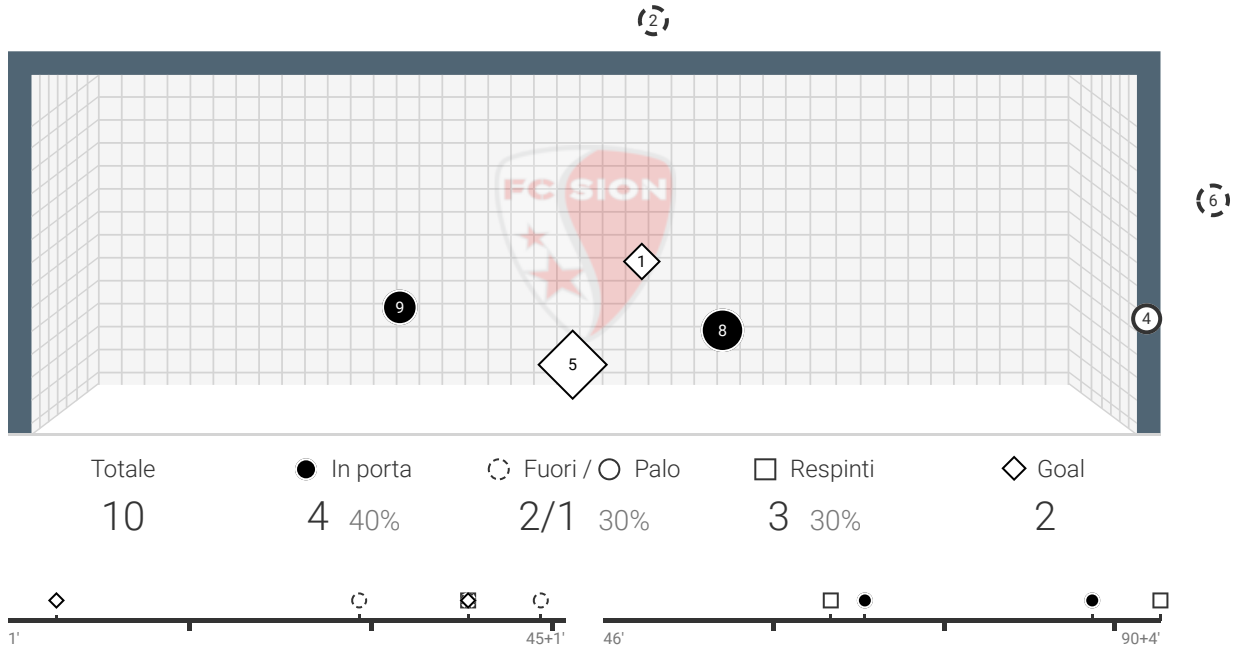 2
FC SION
6
1
9
4
8
5
Totale
In porta
Fuori / Palo
Respinti
Goal
10
4 40%
2/1 30%
3 30%
2
1' 45+1' 46' 90+4'